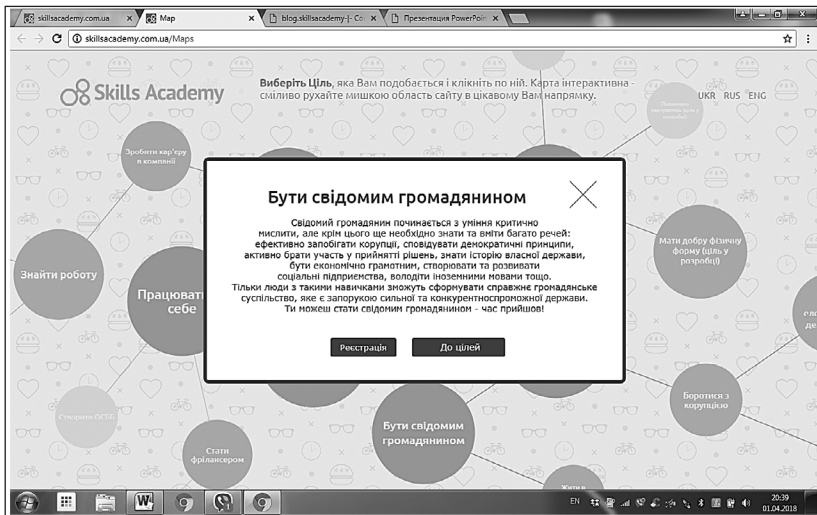 skillsacademy.com.ua
Map
blog.skillsacademy
Презентация PowerPoin
skillsacademy.com.ua/Maps
Skills Academy
Виберіть Ціль, яка Вам подобається і клікніть по ній. Карта інтерактивна -
сміливо рухайте мишкою область сайту в цікавому Вам напрямку.
UKR RUS ENG
Зробити кар'єру
в компанії
Бути свідомим громадянином
Свідомий громадянин починається з уміння критично
мислити, але крім цього ще необхідно знати та вміти багато речей:
ефективно запобігати корупції, сповідувати демократичні принципи,
активно брати участь у прийнятті рішень, знати історію власної держави,
бути економічно грамотним, створювати та розвивати
соціальні підприємства, володіти іноземними мовами тощо.
Тільки люди з такими навичками зможуть сформувати справжнє громадянське
суспільство, яке є запорукою сильної та конкурентноспроможної держави.
Ти можеш стати свідомим громадянином - час прийшов!
Реєстрація
До цілей
Знайти роботу
Працюват
себе
Мати добру фізичну
форму (ціль у
розробці)
Створити ОСББ
Стати
фрілансером
Бути свідомим
громадянином
Боротися з
корупцією
Жити в
EN
20:39
01.04.2018